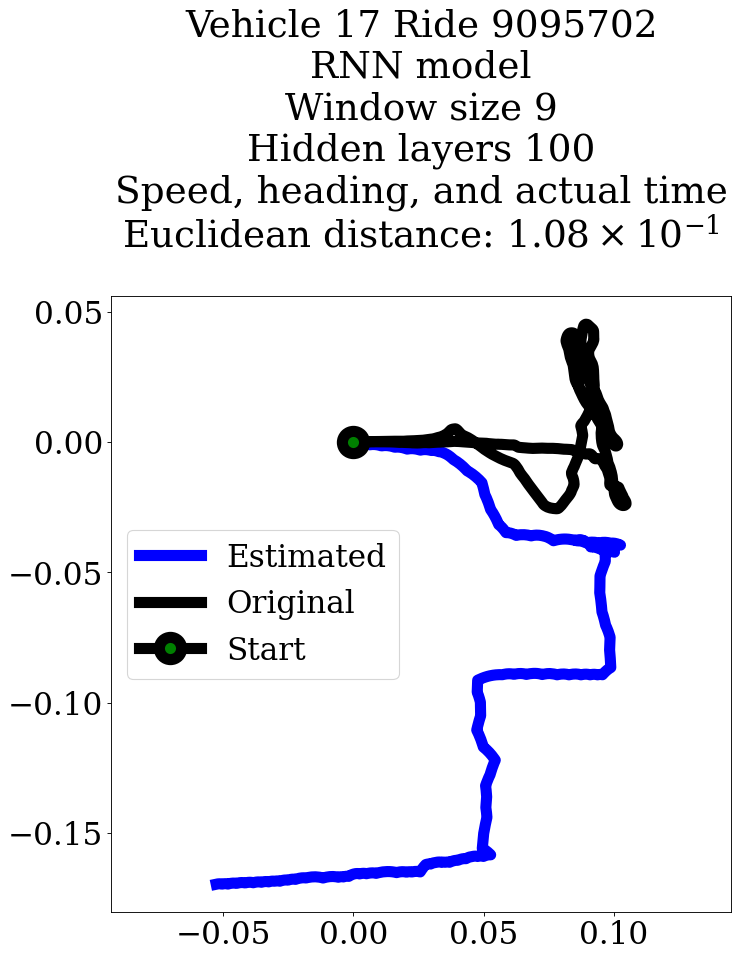 Vehicle 17 Ride 9095702
RNN model
Window size 9
Hidden layers 100
Speed, heading, and actual time
Euclidean distance: 1.08 × 10⁻¹
0.05
0.00
−0.05
−0.10
−0.15
Estimated
Original
Start
−0.05 0.00 0.05 0.10